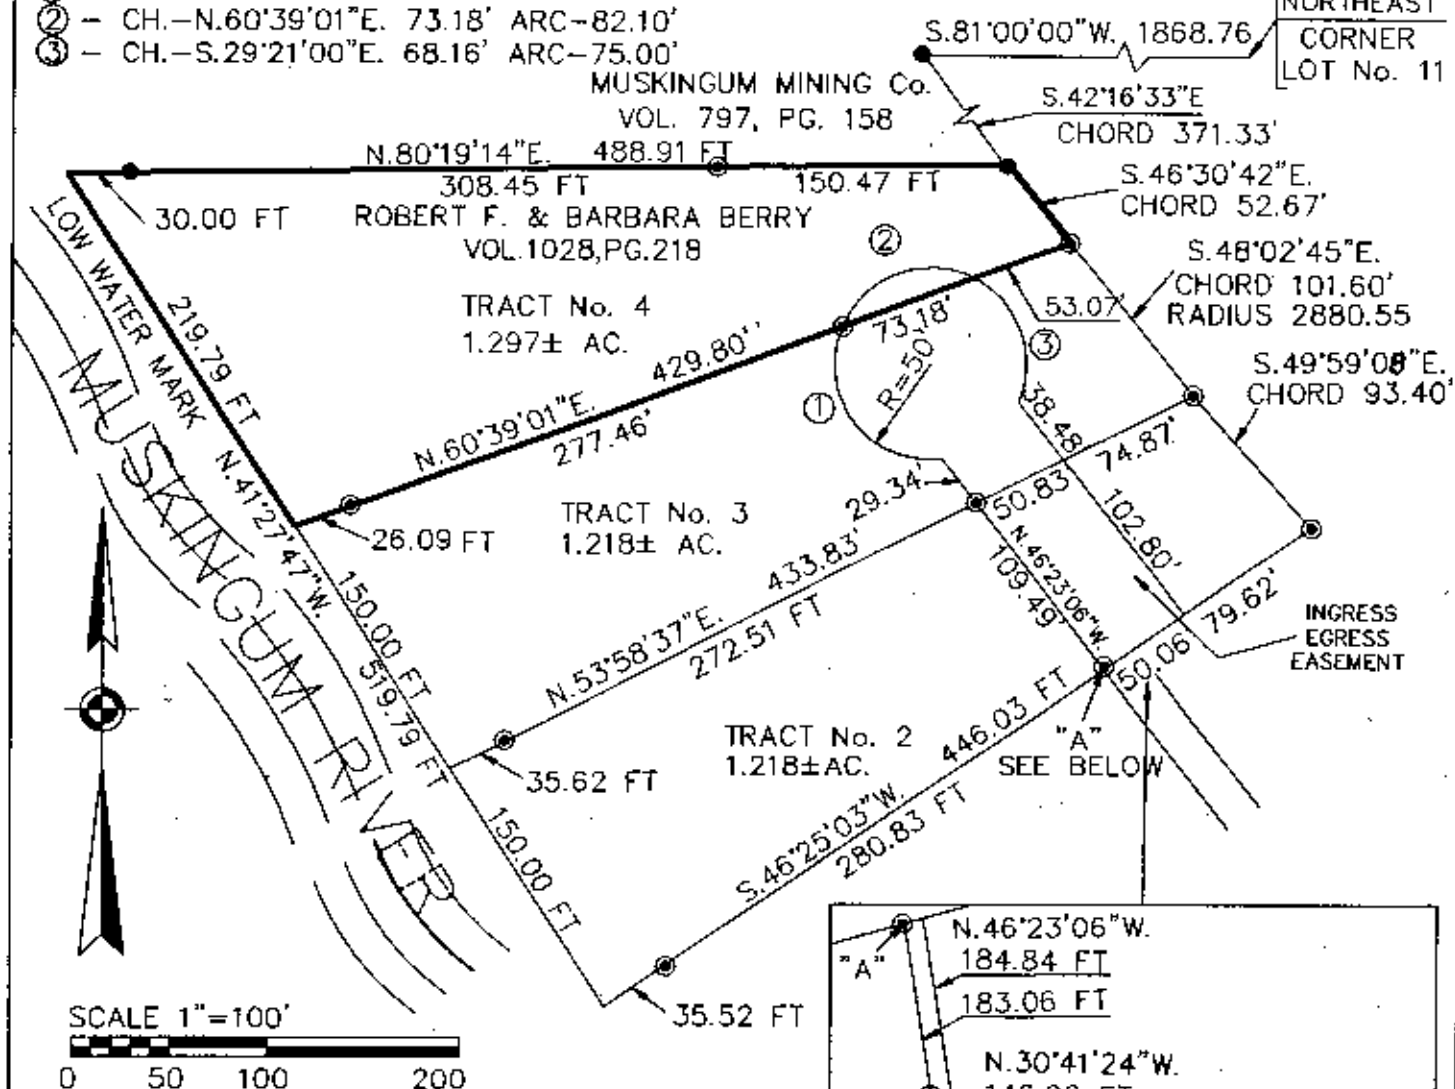 ② - CH.-N.60°39'01"E. 73.18' ARC-82.10'
③ - CH.-S.29°21'00"E. 68.16' ARC-75.00'
NORTHEAST
CORNER
LOT No. 11
S.81°00'00"W. 1868.76
MUSKINGUM MINING Co.
VOL. 797, PG. 158
S.42°16'33"E
CHORD 371.33'
N.80°19'14"E. 488.91 FT
308.45 FT
150.47 FT
S.46°30'42"E.
CHORD 52.67'
30.00 FT
ROBERT F. & BARBARA BERRY
VOL.1028,PG.218
②
S.48°02'45"E.
CHORD 101.60'
RADIUS 2880.55
LOW WATER MARK
219.79 FT
TRACT No. 4
1.297± AC.
53.07'
73.18'
③
429.80'
R=50'
①
S.49°59'08"E.
CHORD 93.40'
MUSKINGUM RIVER
N.60°39'01"E.
277.46'
38.48
74.87'
N.41°27'47"W.
519.79 FT
26.09 FT
TRACT No. 3
1.218± AC.
29.34'
50.83
102.80'
150.00 FT
433.83'
N.53°58'37"E.
272.51 FT
N.46°23'06"W.
109.49'
79.62'
50.06
INGRESS
EGRESS
EASEMENT
35.62 FT
TRACT No. 2
1.218±AC.
446.03 FT
"A"
SEE BELOW
S.46°25'03"W.
280.83 FT
150.00 FT
35.52 FT
"A"
N.46°23'06"W.
184.84 FT
183.06 FT
N.30°41'24"W.
SCALE 1"=100'
0 50 100 200